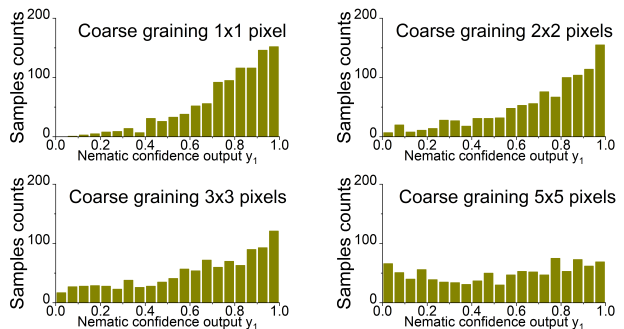 Coarse graining 1x1 pixel
Samples counts
200
100
0
0.0 0.2 0.4 0.6 0.8 1.0
Nematic confidence output y1
Coarse graining 2x2 pixels
Samples counts
200
100
0
0.0 0.2 0.4 0.6 0.8 1.0
Nematic confidence output y1
Coarse graining 3x3 pixels
Samples counts
200
100
0
0.0 0.2 0.4 0.6 0.8 1.0
Nematic confidence output y1
Coarse graining 5x5 pixels
Samples counts
200
100
0
0.0 0.2 0.4 0.6 0.8 1.0
Nematic confidence output y1